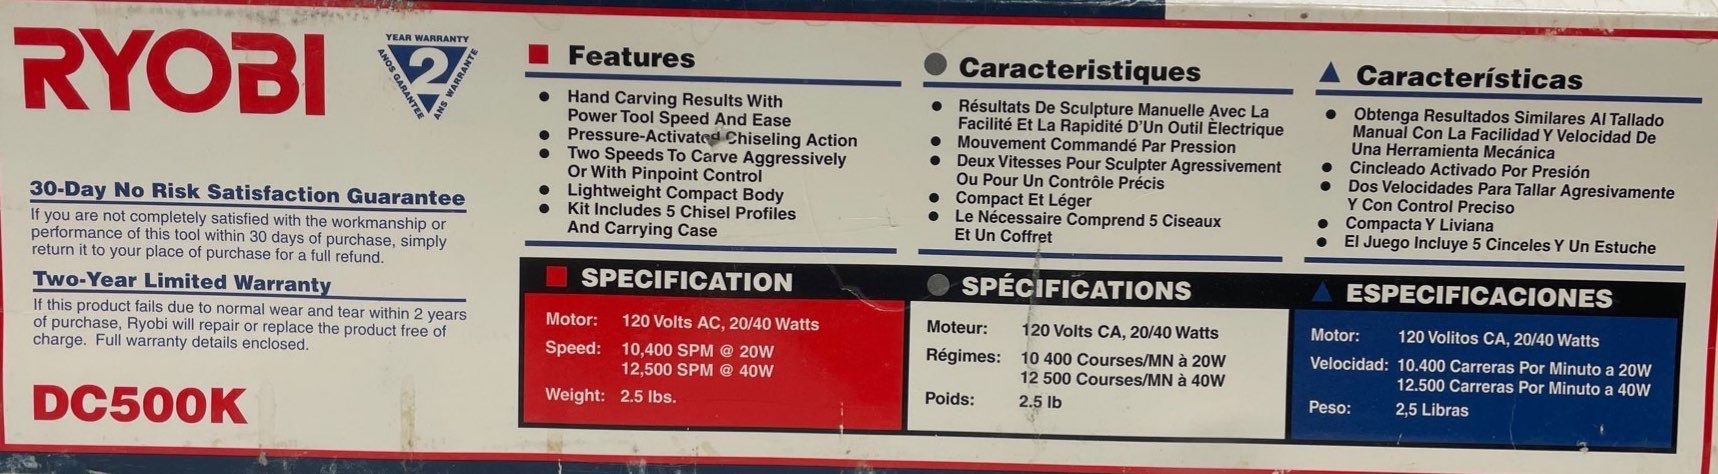 RYOBI
YEAR WARRANTY
2
AÑOS GARANTÉE
ANS WARRANTE
30-Day No Risk Satisfaction Guarantee
If you are not completely satisfied with the workmanship or
performance of this tool within 30 days of purchase, simply
return it to your place of purchase for a full refund.
Two-Year Limited Warranty
If this product fails due to normal wear and tear within 2 years
of purchase, Ryobi will repair or replace the product free of
charge. Full warranty details enclosed.
DC500K
Features
• Hand Carving Results With
Power Tool Speed And Ease
• Pressure-Activated Chiseling Action
• Two Speeds To Carve Aggressively
Or With Pinpoint Control
• Lightweight Compact Body
• Kit Includes 5 Chisel Profiles
And Carrying Case
Caracteristiques
• Résultats De Sculpture Manuelle Avec La
Facilité Et La Rapidité D'Un Outil Èlectrique
• Mouvement Commandé Par Pression
• Deux Vitesses Pour Sculpter Agressivement
Ou Pour Un Contrôle Précis
• Compact Et Léger
• Le Nécessaire Comprend 5 Ciseaux
Et Un Coffret
Características
• Obtenga Resultados Similares Al Tallado
Manual Con La Facilidad Y Velocidad De
Una Herramienta Mecánica
• Cincleado Activado Por Presión
• Dos Velocidades Para Tallar Agresivamente
Y Con Control Preciso
• Compacta Y Liviana
• El Juego Incluye 5 Cinceles Y Un Estuche
SPECIFICATION
Motor: 120 Volts AC, 20/40 Watts
Speed: 10,400 SPM @ 20W
12,500 SPM @ 40W
Weight: 2.5 lbs.
SPÉCIFICATIONS
Moteur: 120 Volts CA, 20/40 Watts
Régimes: 10 400 Courses/MN à 20W
12 500 Courses/MN à 40W
Poids: 2.5 lb
ESPECIFICACIONES
Motor: 120 Volitos CA, 20/40 Watts
Velocidad: 10.400 Carreras Por Minuto a 20W
12.500 Carreras Por Minuto a 40W
Peso: 2,5 Libras